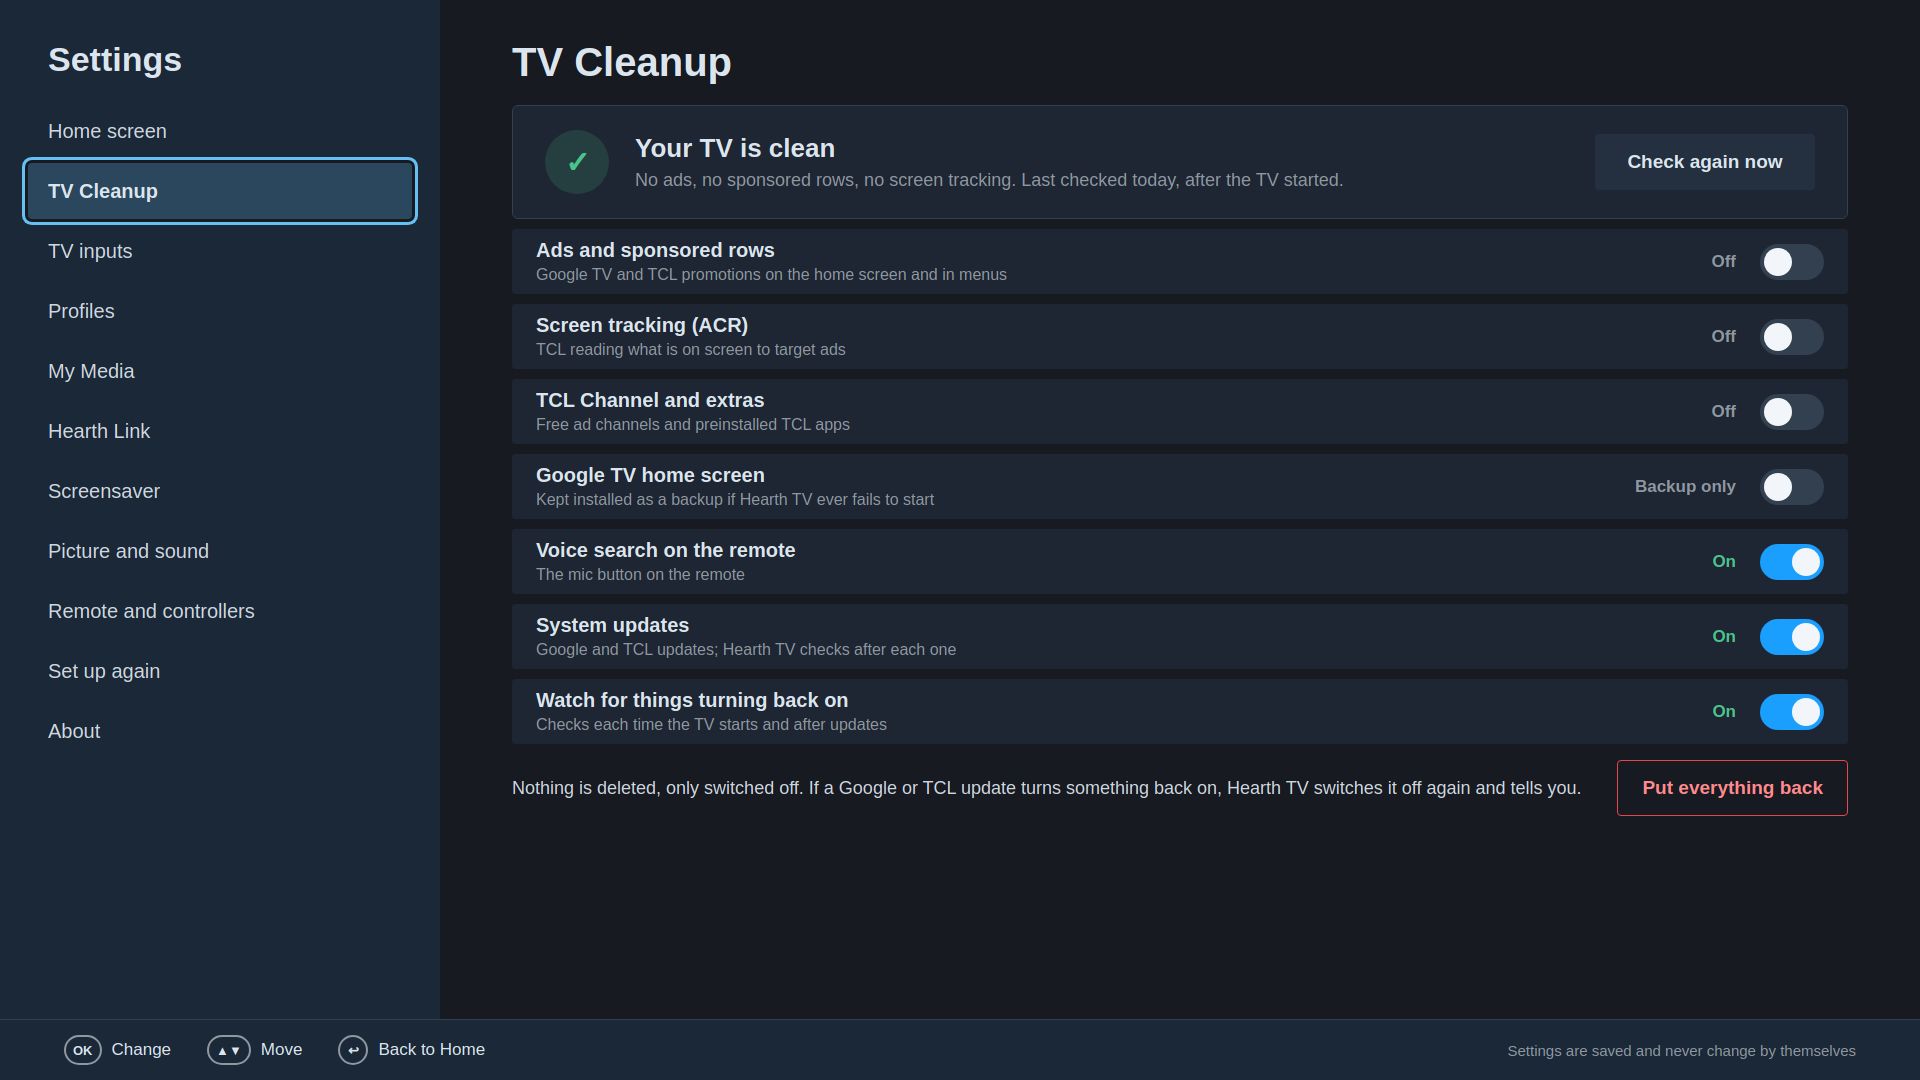 Settings
Home screen
TV Cleanup
TV inputs
Profiles
My Media
Hearth Link
Screensaver
Picture and sound
Remote and controllers
Set up again
About
TV Cleanup
✓
Your TV is clean
No ads, no sponsored rows, no screen tracking. Last checked today, after the TV started.
Check again now
Ads and sponsored rows
Google TV and TCL promotions on the home screen and in menus
Off
Screen tracking (ACR)
TCL reading what is on screen to target ads
Off
TCL Channel and extras
Free ad channels and preinstalled TCL apps
Off
Google TV home screen
Kept installed as a backup if Hearth TV ever fails to start
Backup only
Voice search on the remote
The mic button on the remote
On
System updates
Google and TCL updates; Hearth TV checks after each one
On
Watch for things turning back on
Checks each time the TV starts and after updates
On
Nothing is deleted, only switched off. If a Google or TCL update turns something back on, Hearth TV switches it off again and tells you.
Put everything back
OK Change ▲▼ Move ↩ Back to Home
Settings are saved and never change by themselves